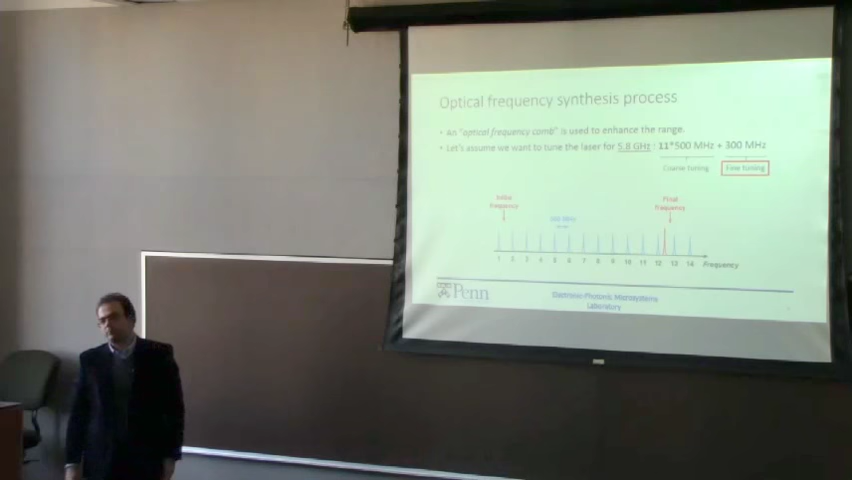 Optical frequency synthesis process
• An "optical frequency comb" is used to enhance the range.
• Let's assume we want to tune the laser for 5.8 GHz : 11*500 MHz + 300 MHz
Coarse tuning Fine tuning
Initial Frequency
Final Frequency
500 MHz
1 2 3 4 5 6 7 8 9 10 11 12 13 14 Frequency
Penn
Electronic-Photonic Microsystems
Laboratory